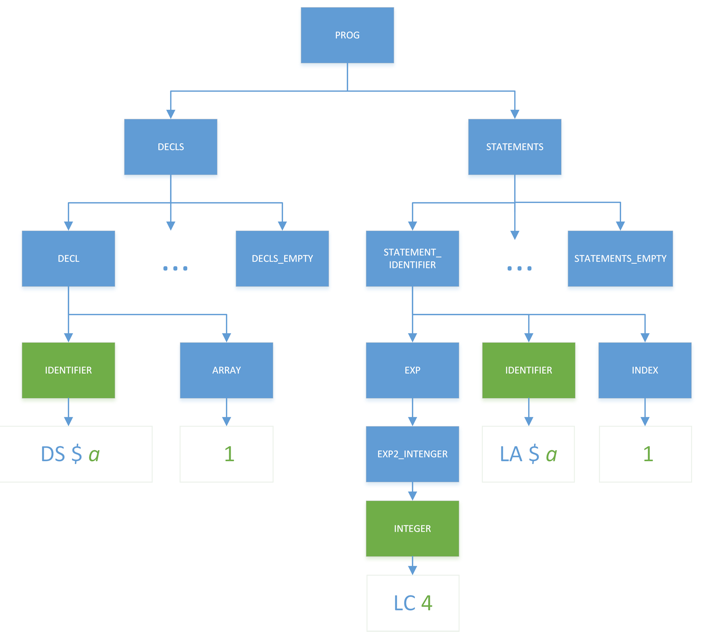 PROG
DECLS
STATEMENTS
DECL
...
DECLS_EMPTY
STATEMENT_
IDENTIFIER
...
STATEMENTS_EMPTY
IDENTIFIER
ARRAY
EXP
IDENTIFIER
INDEX
DS $ a
1
EXP2_INTENGER
LA $ a
1
INTEGER
LC 4